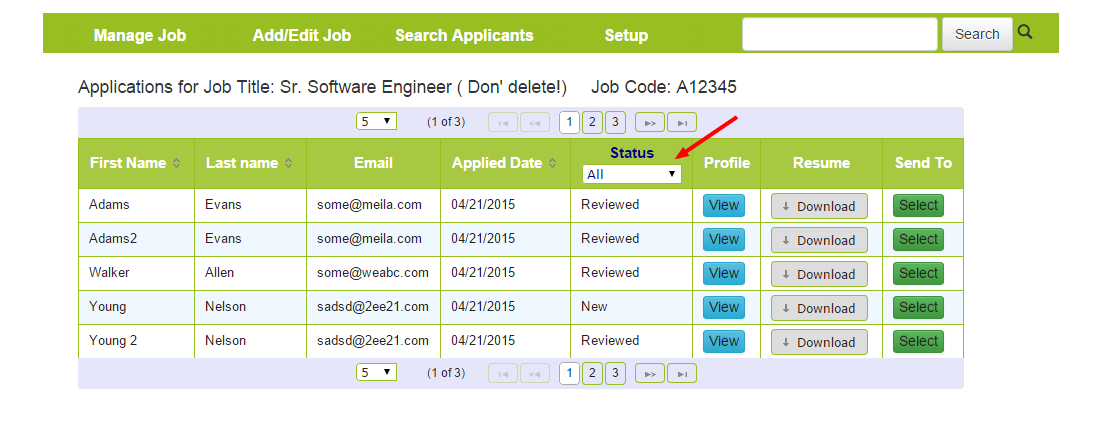 Manage Job Add/Edit Job Search Applicants Setup Search
Applications for Job Title: Sr. Software Engineer ( Don' delete!) Job Code: A12345
5 (1 of 3) 1 2 3
First Name Last name Email Applied Date Status Profile Resume Send To
All
Adams Evans some@meila.com 04/21/2015 Reviewed View Download Select
Adams2 Evans some@meila.com 04/21/2015 Reviewed View Download Select
Walker Allen some@weabc.com 04/21/2015 Reviewed View Download Select
Young Nelson sadsd@2ee21.com 04/21/2015 New View Download Select
Young 2 Nelson sadsd@2ee21.com 04/21/2015 Reviewed View Download Select
5 (1 of 3) 1 2 3